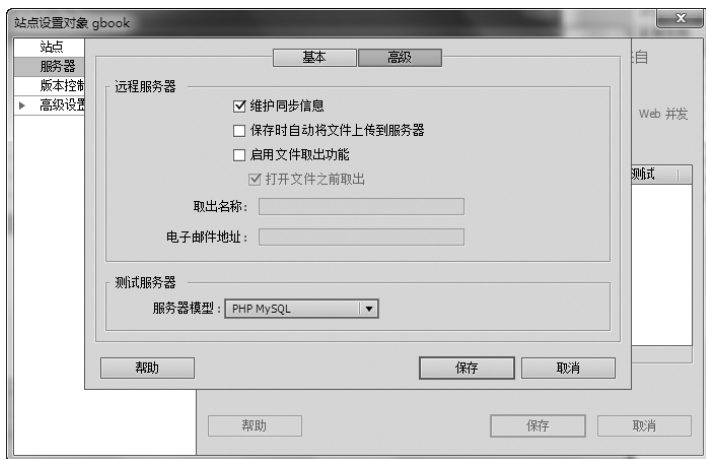 站点设置对象 gbook
站点
服务器
版本控制
高级设置
基本
高级
远程服务器
维护同步信息
保存时自动将文件上传到服务器
启用文件取出功能
打开文件之前取出
取出名称:
电子邮件地址:
测试服务器
服务器模型: PHP MySQL
帮助
保存
取消
自
Web 并发
测试
帮助
保存
取消